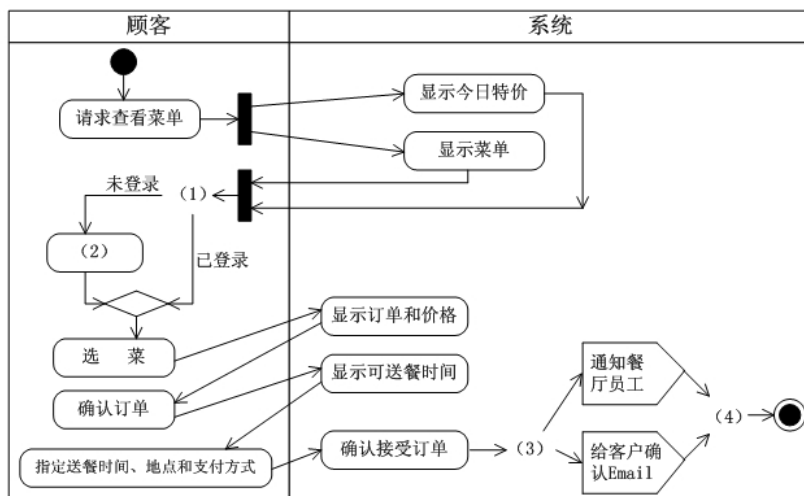 顾客
系统
请求查看菜单
显示今日特价
显示菜单
未登录
（1）
（2）
已登录
显示订单和价格
选 菜
显示可送餐时间
通知餐
厅员工
确认订单
（4）
指定送餐时间、地点和支付方式
确认接受订单
（3）
给客户确
认Email